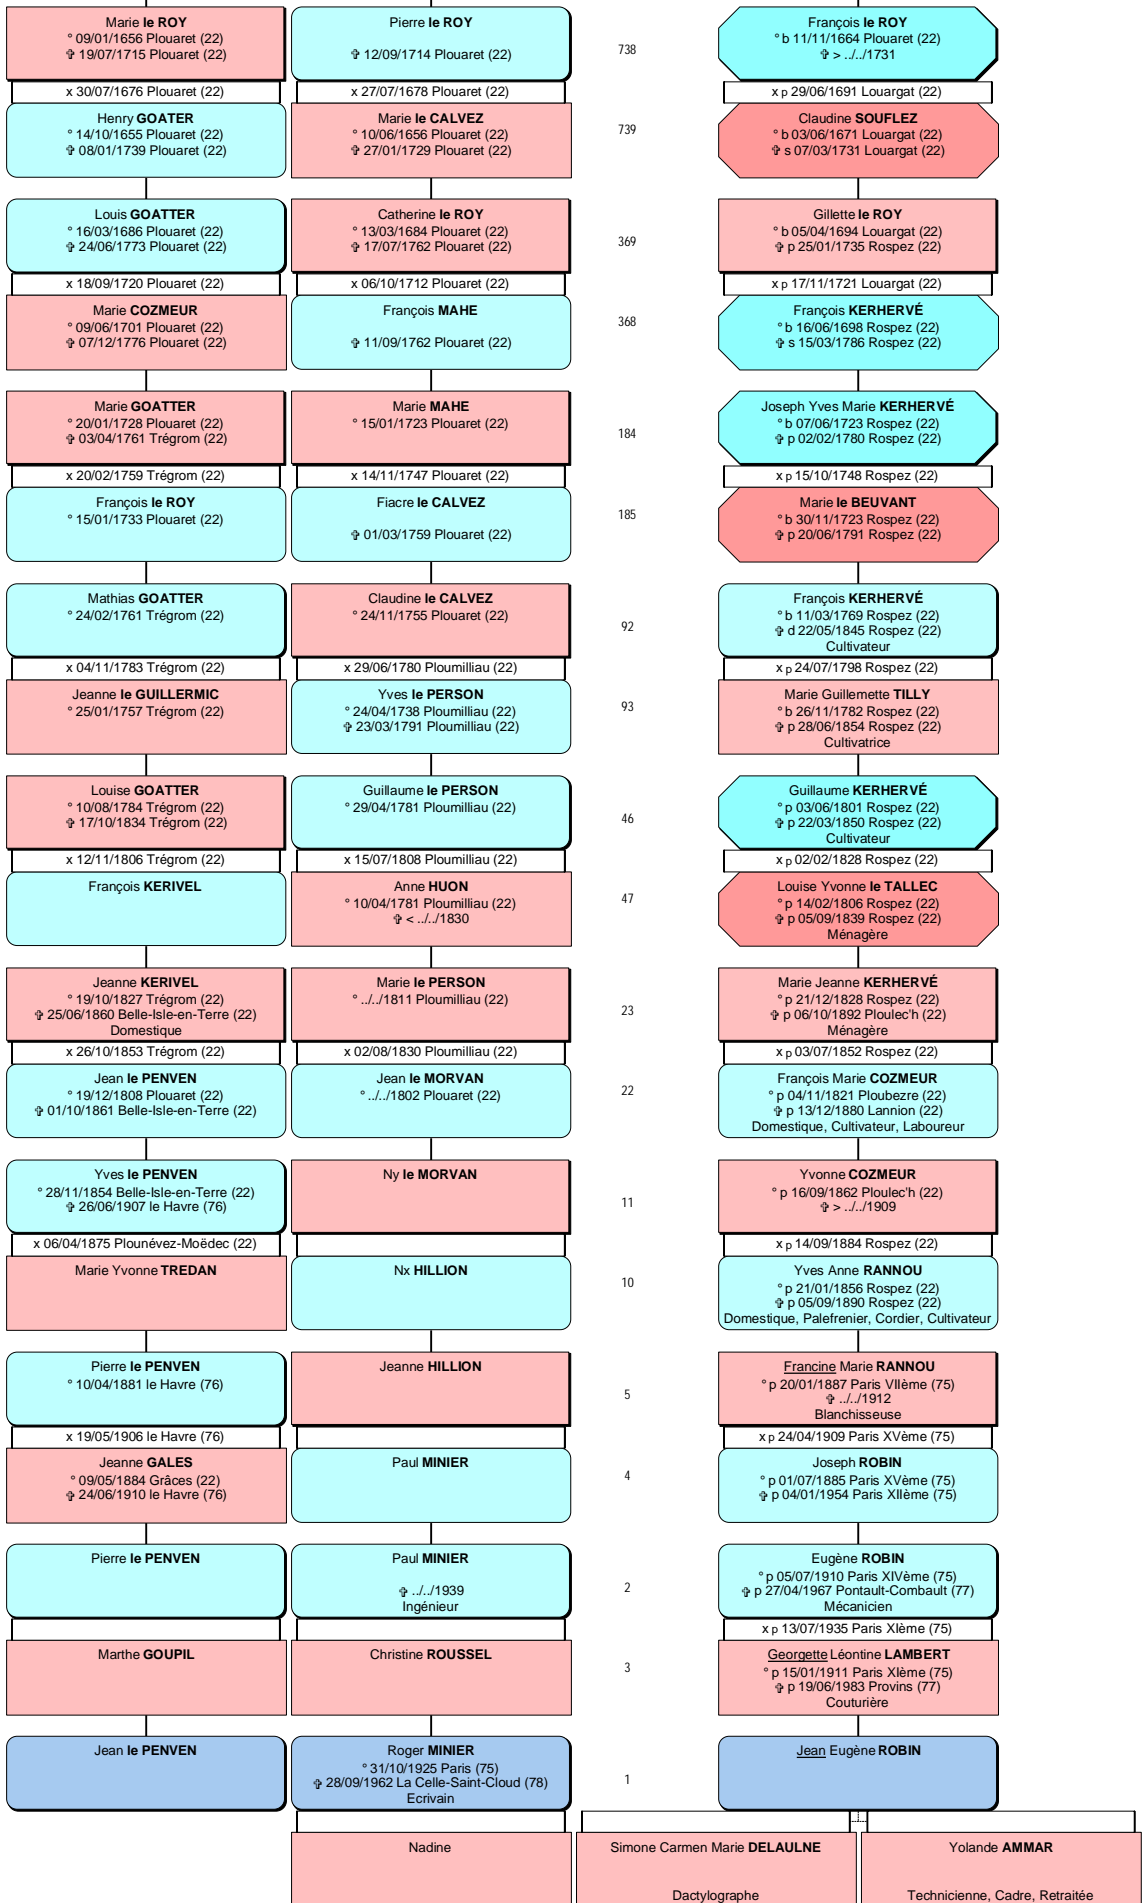 Marie le ROY
° 09/01/1656 Plouaret (22)
✞ 19/07/1715 Plouaret (22)
x 30/07/1676 Plouaret (22)
Henry GOATER
° 14/10/1655 Plouaret (22)
✞ 08/01/1739 Plouaret (22)
Pierre le ROY
✞ 12/09/1714 Plouaret (22)
x 27/07/1678 Plouaret (22)
Marie le CALVEZ
° 10/06/1656 Plouaret (22)
✞ 27/01/1729 Plouaret (22)
738
739
François le ROY
° b 11/11/1664 Plouaret (22)
✞ > ../../1731
x p 29/06/1691 Louargat (22)
Claudine SOUFLEZ
° b 03/06/1671 Louargat (22)
✞ s 07/03/1731 Louargat (22)
Louis GOATTER
° 16/03/1686 Plouaret (22)
✞ 24/06/1773 Plouaret (22)
x 18/09/1720 Plouaret (22)
Marie COZMEUR
° 09/06/1701 Plouaret (22)
✞ 07/12/1776 Plouaret (22)
Catherine le ROY
° 13/03/1684 Plouaret (22)
✞ 17/07/1762 Plouaret (22)
x 06/10/1712 Plouaret (22)
François MAHE
✞ 11/09/1762 Plouaret (22)
369
368
Gillette le ROY
° b 05/04/1694 Louargat (22)
✞ p 25/01/1735 Rospez (22)
x p 17/11/1721 Louargat (22)
François KERHERVÉ
° b 16/06/1698 Rospez (22)
✞ s 15/03/1786 Rospez (22)
Marie GOATTER
° 20/01/1728 Plouaret (22)
✞ 03/04/1761 Trégrom (22)
x 20/02/1759 Trégrom (22)
François le ROY
° 15/01/1733 Plouaret (22)
Marie MAHE
° 15/01/1723 Plouaret (22)
x 14/11/1747 Plouaret (22)
Fiacre le CALVEZ
✞ 01/03/1759 Plouaret (22)
184
185
Joseph Yves Marie KERHERVÉ
° b 07/06/1723 Rospez (22)
✞ p 02/02/1780 Rospez (22)
x p 15/10/1748 Rospez (22)
Marie le BEUVANT
° b 30/11/1723 Rospez (22)
✞ p 20/06/1791 Rospez (22)
Mathias GOATTER
° 24/02/1761 Trégrom (22)
x 04/11/1783 Trégrom (22)
Jeanne le GUILLERMIC
° 25/01/1757 Trégrom (22)
Claudine le CALVEZ
° 24/11/1755 Plouaret (22)
x 29/06/1780 Ploumilliau (22)
Yves le PERSON
° 24/04/1738 Ploumilliau (22)
✞ 23/03/1791 Ploumilliau (22)
92
93
François KERHERVÉ
° b 11/03/1769 Rospez (22)
✞ d 22/05/1845 Rospez (22)
Cultivateur
x p 24/07/1798 Rospez (22)
Marie Guillemette TILLY
° b 26/11/1782 Rospez (22)
✞ p 28/06/1854 Rospez (22)
Cultivatrice
Louise GOATTER
° 10/08/1784 Trégrom (22)
✞ 17/10/1834 Trégrom (22)
x 12/11/1806 Trégrom (22)
François KERIVEL
Guillaume le PERSON
° 29/04/1781 Ploumilliau (22)
x 15/07/1808 Ploumilliau (22)
Anne HUON
° 10/04/1781 Ploumilliau (22)
✞ < ../../1830
46
47
Guillaume KERHERVÉ
° p 03/06/1801 Rospez (22)
✞ p 22/03/1850 Rospez (22)
Cultivateur
x p 02/02/1828 Rospez (22)
Louise Yvonne le TALLEC
° p 14/02/1806 Rospez (22)
✞ p 05/09/1839 Rospez (22)
Ménagère
Jeanne KERIVEL
° 19/10/1827 Trégrom (22)
✞ 25/06/1860 Belle-Isle-en-Terre (22)
Domestique
x 26/10/1853 Trégrom (22)
Jean le PENVEN
° 19/12/1808 Plouaret (22)
✞ 01/10/1861 Belle-Isle-en-Terre (22)
Marie le PERSON
° ../../1811 Ploumilliau (22)
x 02/08/1830 Ploumilliau (22)
Jean le MORVAN
° ../../1802 Plouaret (22)
23
22
Marie Jeanne KERHERVÉ
° p 21/12/1828 Rospez (22)
✞ p 06/10/1892 Ploulec'h (22)
Ménagère
x p 03/07/1852 Rospez (22)
François Marie COZMEUR
° p 04/11/1821 Ploubezre (22)
✞ p 13/12/1880 Lannion (22)
Domestique, Cultivateur, Laboureur
Yves le PENVEN
° 28/11/1854 Belle-Isle-en-Terre (22)
✞ 26/06/1907 le Havre (76)
x 06/04/1875 Plounévez-Moëdec (22)
Marie Yvonne TREDAN
Ny le MORVAN
Nx HILLION
11
10
Yvonne COZMEUR
° p 16/09/1862 Ploulec'h (22)
✞ > ../../1909
x p 14/09/1884 Rospez (22)
Yves Anne RANNOU
° p 21/01/1856 Rospez (22)
✞ p 05/09/1890 Rospez (22)
Domestique, Palefrenier, Cordier, Cultivateur
Pierre le PENVEN
° 10/04/1881 le Havre (76)
x 19/05/1906 le Havre (76)
Jeanne GALES
° 09/05/1884 Grâces (22)
✞ 24/06/1910 le Havre (76)
Jeanne HILLION
Paul MINIER
5
4
Francine Marie RANNOU
° p 20/01/1887 Paris VIIème (75)
✞ ../../1912
Blanchisseuse
x p 24/04/1909 Paris XVème (75)
Joseph ROBIN
° p 01/07/1885 Paris XVème (75)
✞ p 04/01/1954 Paris XIIème (75)
Pierre le PENVEN
Marthe GOUPIL
Paul MINIER
✞ ../../1939
Ingénieur
Christine ROUSSEL
2
3
Eugène ROBIN
° p 05/07/1910 Paris XIVème (75)
✞ p 27/04/1967 Pontault-Combault (77)
Mécanicien
x p 13/07/1935 Paris XIème (75)
Georgette Léontine LAMBERT
° p 15/01/1911 Paris XIème (75)
✞ p 19/06/1983 Provins (77)
Couturière
Jean le PENVEN
Roger MINIER
° 31/10/1925 Paris (75)
✞ 28/09/1962 La Celle-Saint-Cloud (78)
Ecrivain
1
Jean Eugène ROBIN
Nadine
Simone Carmen Marie DELAULNE
Dactylographe
Yolande AMMAR
Technicienne, Cadre, Retraitée